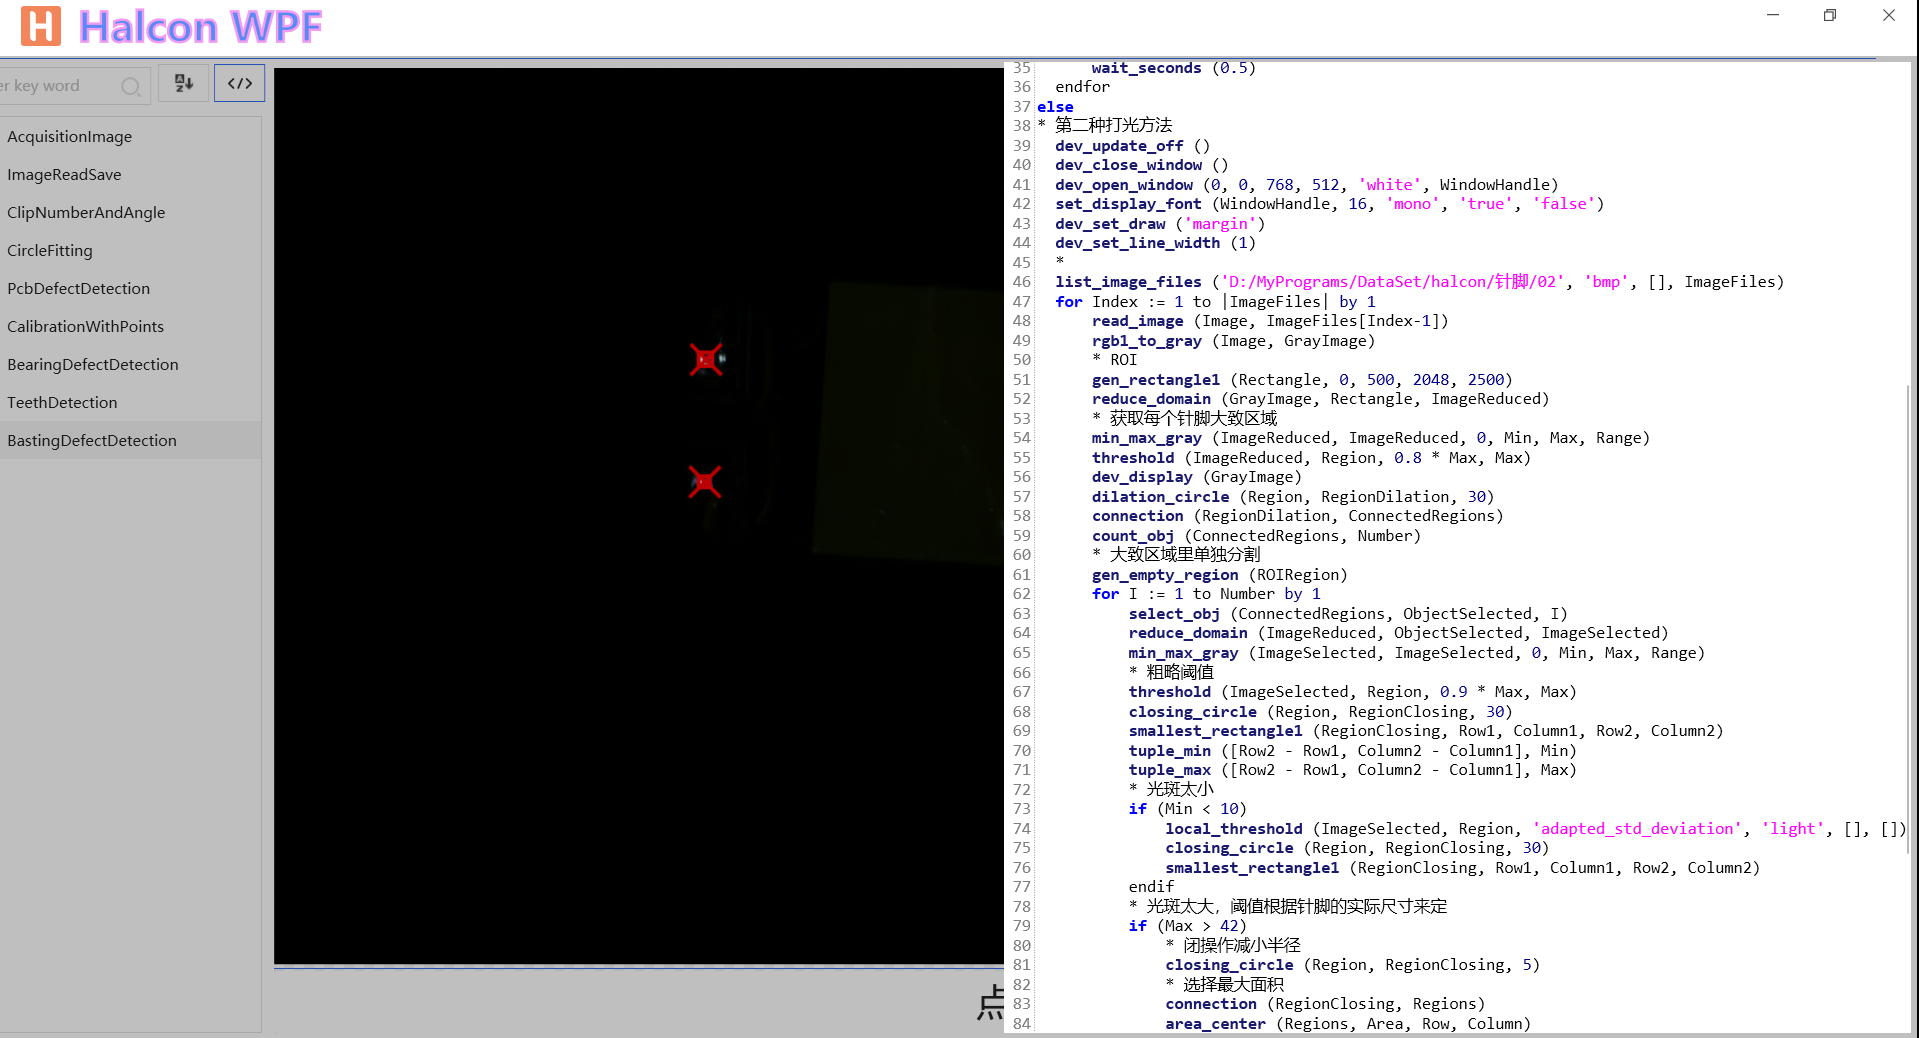 Halcon WPF
er key word
</>
AcquisitionImage
ImageReadSave
ClipNumberAndAngle
CircleFitting
PcbDefectDetection
CalibrationWithPoints
BearingDefectDetection
TeethDetection
BastingDefectDetection
点
35 wait_seconds (0.5)
36 endfor
37 else
38 * 第二种打光方法
39 dev_update_off ()
40 dev_close_window ()
41 dev_open_window (0, 0, 768, 512, 'white', WindowHandle)
42 set_display_font (WindowHandle, 16, 'mono', 'true', 'false')
43 dev_set_draw ('margin')
44 dev_set_line_width (1)
45 *
46 list_image_files ('D:/MyPrograms/DataSet/halcon/针脚/02', 'bmp', [], ImageFiles)
47 for Index := 1 to |ImageFiles| by 1
48 read_image (Image, ImageFiles[Index-1])
49 rgb1_to_gray (Image, GrayImage)
50 * ROI
51 gen_rectangle1 (Rectangle, 0, 500, 2048, 2500)
52 reduce_domain (GrayImage, Rectangle, ImageReduced)
53 * 获取每个针脚大致区域
54 min_max_gray (ImageReduced, ImageReduced, 0, Min, Max, Range)
55 threshold (ImageReduced, Region, 0.8 * Max, Max)
56 dev_display (GrayImage)
57 dilation_circle (Region, RegionDilation, 30)
58 connection (RegionDilation, ConnectedRegions)
59 count_obj (ConnectedRegions, Number)
60 * 大致区域里单独分割
61 gen_empty_region (ROIRegion)
62 for I := 1 to Number by 1
63 select_obj (ConnectedRegions, ObjectSelected, I)
64 reduce_domain (ImageReduced, ObjectSelected, ImageSelected)
65 min_max_gray (ImageSelected, ImageSelected, 0, Min, Max, Range)
66 * 粗略阈值
67 threshold (ImageSelected, Region, 0.9 * Max, Max)
68 closing_circle (Region, RegionClosing, 30)
69 smallest_rectangle1 (RegionClosing, Row1, Column1, Row2, Column2)
70 tuple_min ([Row2 - Row1, Column2 - Column1], Min)
71 tuple_max ([Row2 - Row1, Column2 - Column1], Max)
72 * 光斑太小
73 if (Min < 10)
74 local_threshold (ImageSelected, Region, 'adapted_std_deviation', 'light', [], [])
75 closing_circle (Region, RegionClosing, 30)
76 smallest_rectangle1 (RegionClosing, Row1, Column1, Row2, Column2)
77 endif
78 * 光斑太大，阈值根据针脚的实际尺寸来定
79 if (Max > 42)
80 * 闭操作减小半径
81 closing_circle (Region, RegionClosing, 5)
82 * 选择最大面积
83 connection (RegionClosing, Regions)
84 area_center (Regions, Area, Row, Column)